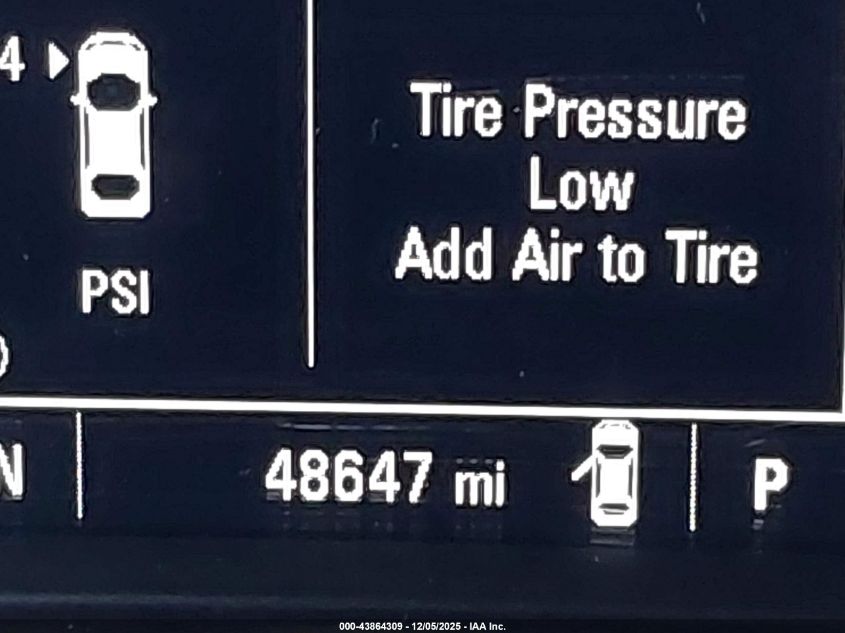 4
Tire Pressure
Low
Add Air to Tire
PSI
N
48647 mi
P
000-43864309 - 12/05/2025 - IAA Inc.